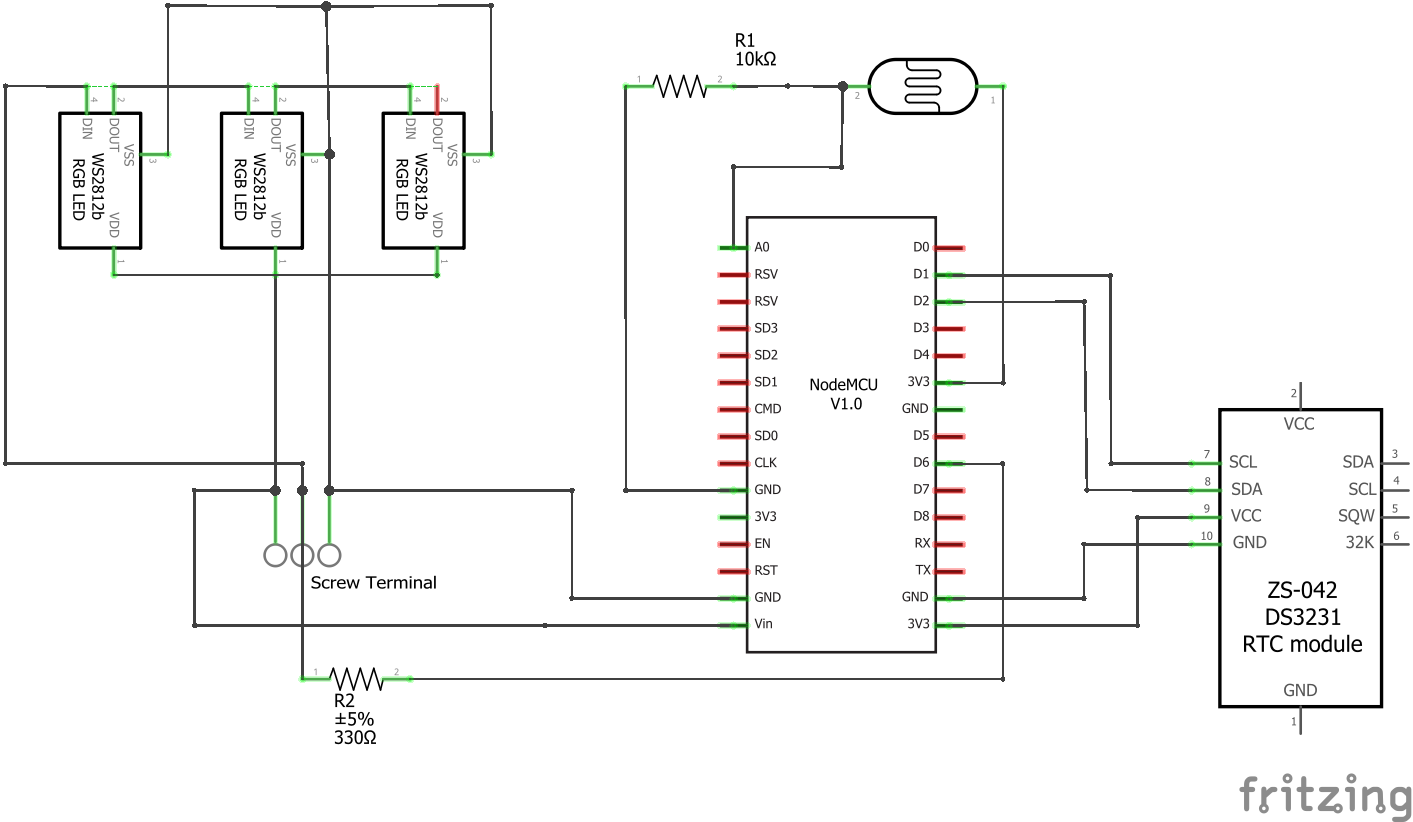 R1
10kΩ
1
2
2
1
4
2
4
2
4
2
DIN
DOUT
VSS
3
DIN
DOUT
VSS
3
DIN
DOUT
VSS
3
WS2812b
RGB LED
VDD
1
WS2812b
RGB LED
VDD
1
WS2812b
RGB LED
VDD
1
A0
D0
RSV
D1
RSV
D2
SD3
D3
SD2
D4
SD1
3V3
NodeMCU
V1.0
CMD
GND
SD0
D5
CLK
D6
GND
D7
3V3
D8
EN
RX
RST
TX
GND
GND
Vin
3V3
2
VCC
7
SCL
SDA
3
8
SDA
SCL
4
9
VCC
SQW
5
10
GND
32K
6
ZS-042
DS3231
RTC module
GND
1
Screw Terminal
1
2
R2
±5%
330Ω
fritzing